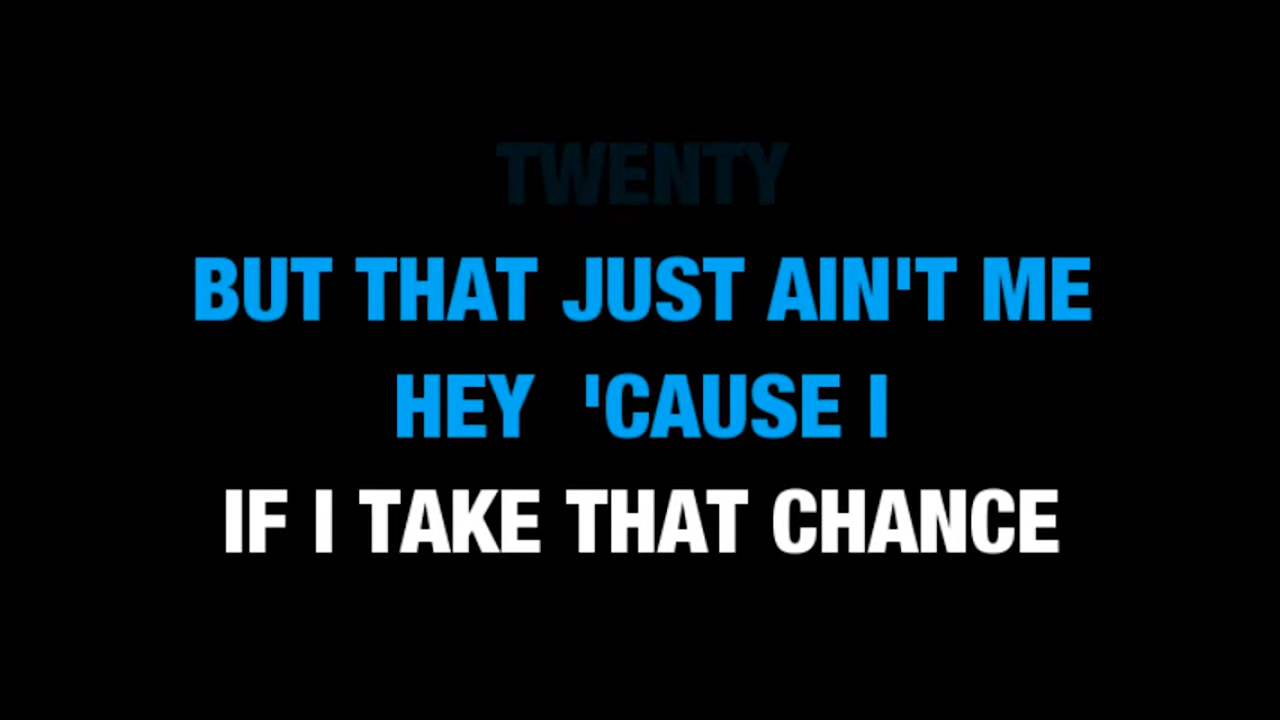 TWENTY
BUT THAT JUST AIN'T ME
HEY  'CAUSE I
IF I TAKE THAT CHANCE